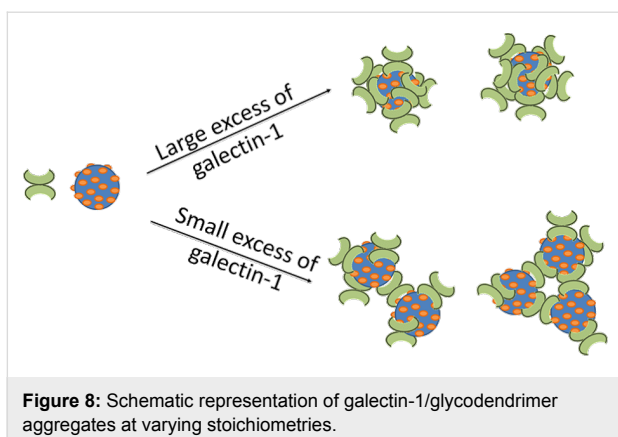 Large excess of
galectin-1
Small excess of
galectin-1
Figure 8: Schematic representation of galectin-1/glycodendrimer
aggregates at varying stoichiometries.